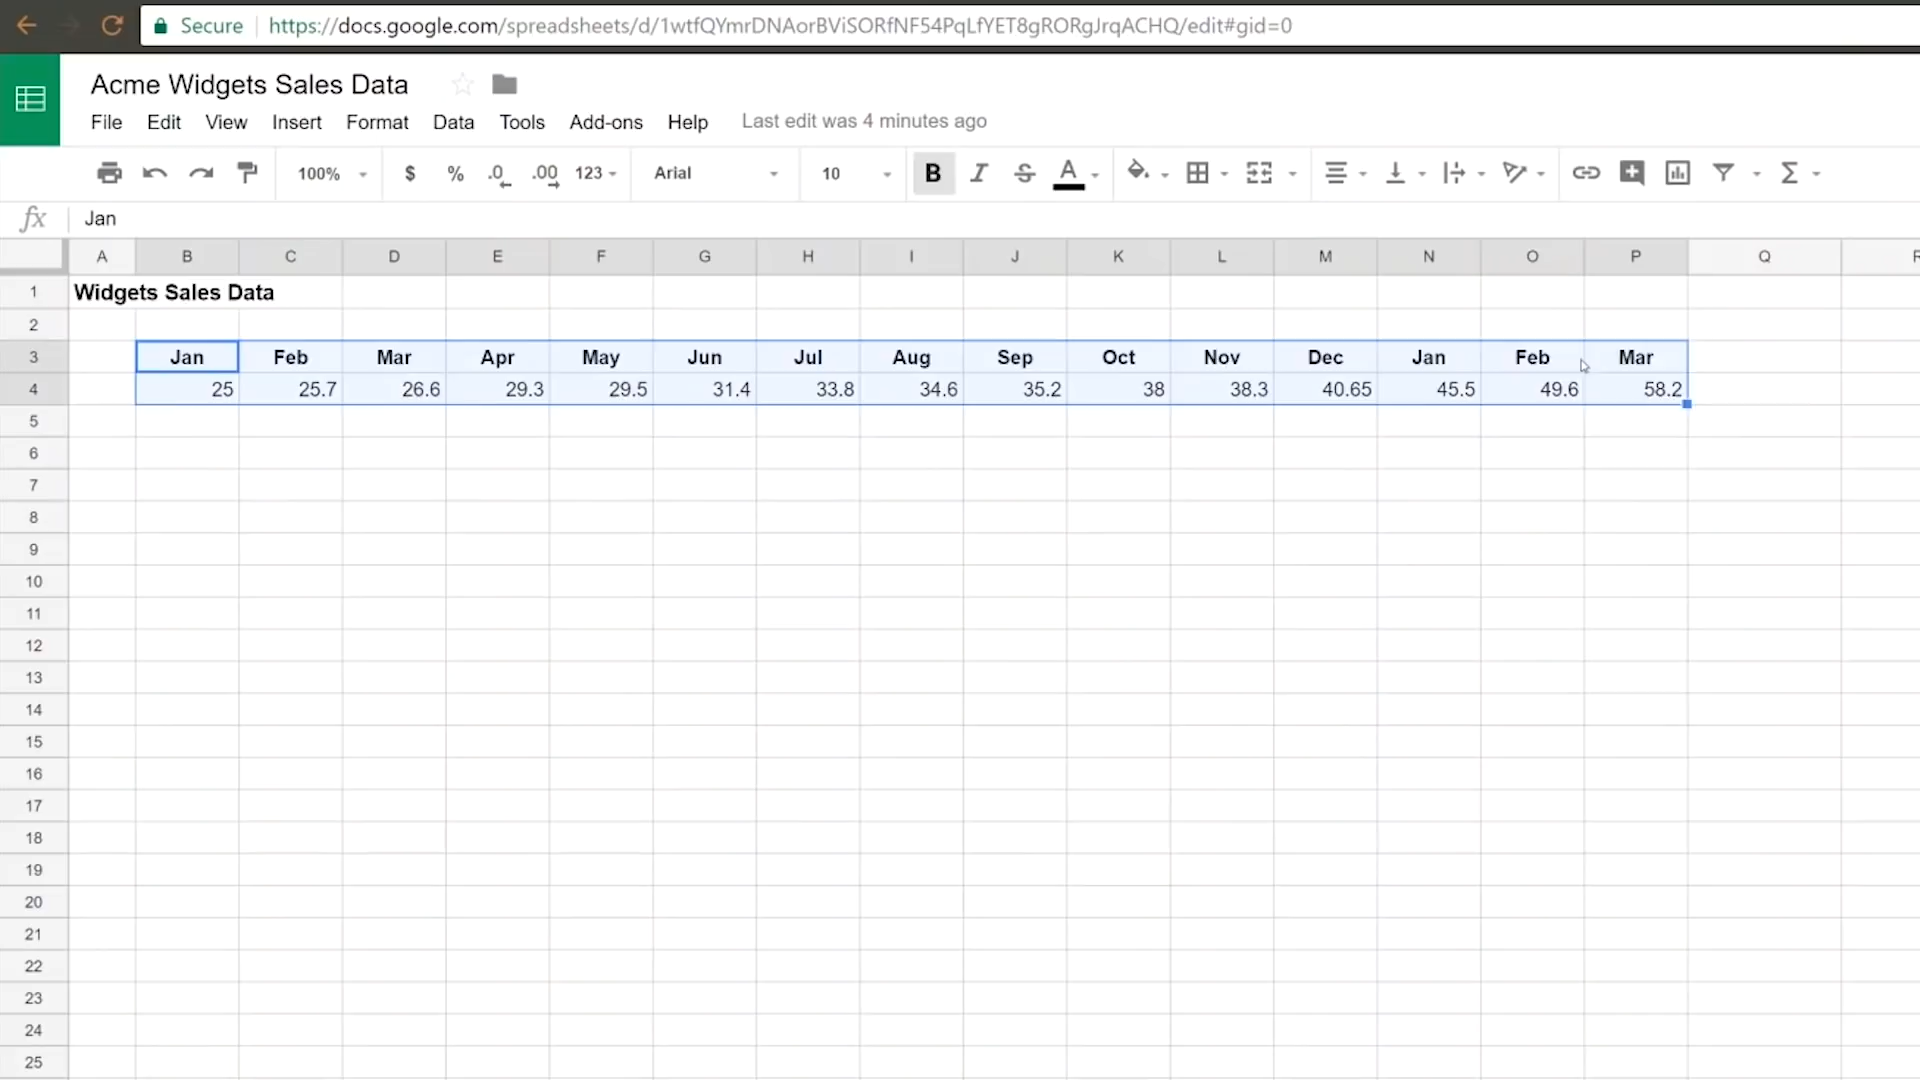 Secure https://docs.google.com/spreadsheets/d/1wtfQYmrDNAorBViSORfNF54PqLfYET8gRORgJrqACHQ/edit#gid=0
Acme Widgets Sales Data
File Edit View Insert Format Data Tools Add-ons Help Last edit was 4 minutes ago
100% $ % .0 .00 123 Arial 10 B I S A Σ
fx Jan
A B C D E F G H I J K L M N O P Q R
1 Widgets Sales Data
2
3 Jan Feb Mar Apr May Jun Jul Aug Sep Oct Nov Dec Jan Feb Mar
4 25 25.7 26.6 29.3 29.5 31.4 33.8 34.6 35.2 38 38.3 40.65 45.5 49.6 58.2
5
6
7
8
9
10
11
12
13
14
15
16
17
18
19
20
21
22
23
24
25